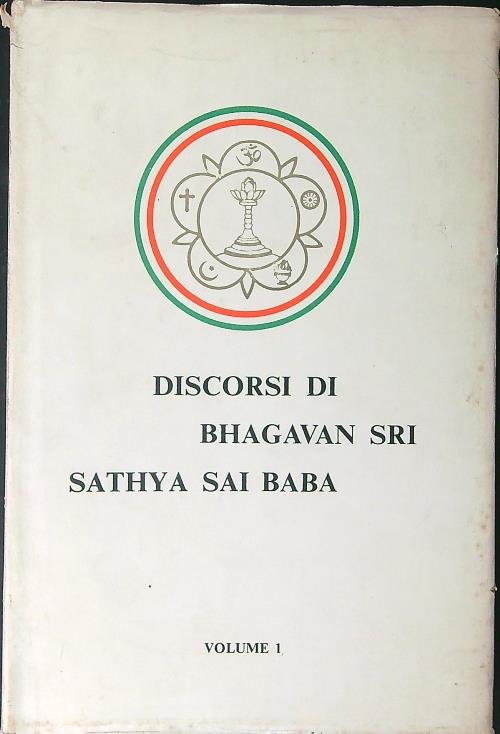 DISCORSI DI
BHAGAVAN SRI
SATHYA SAI BABA
VOLUME 1